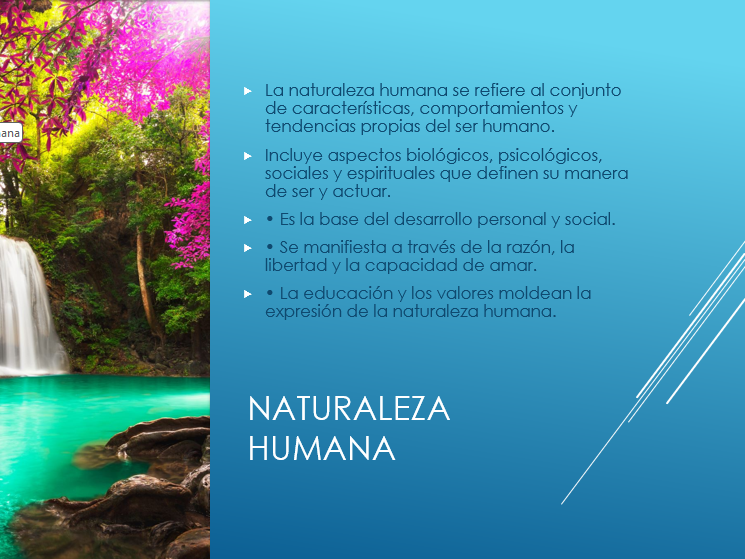 La naturaleza humana se refiere al conjunto
de características, comportamientos y
tendencias propias del ser humano.
Incluye aspectos biológicos, psicológicos,
sociales y espirituales que definen su manera
de ser y actuar.
• Es la base del desarrollo personal y social.
• Se manifiesta a través de la razón, la
libertad y la capacidad de amar.
• La educación y los valores moldean la
expresión de la naturaleza humana.
NATURALEZA
HUMANA